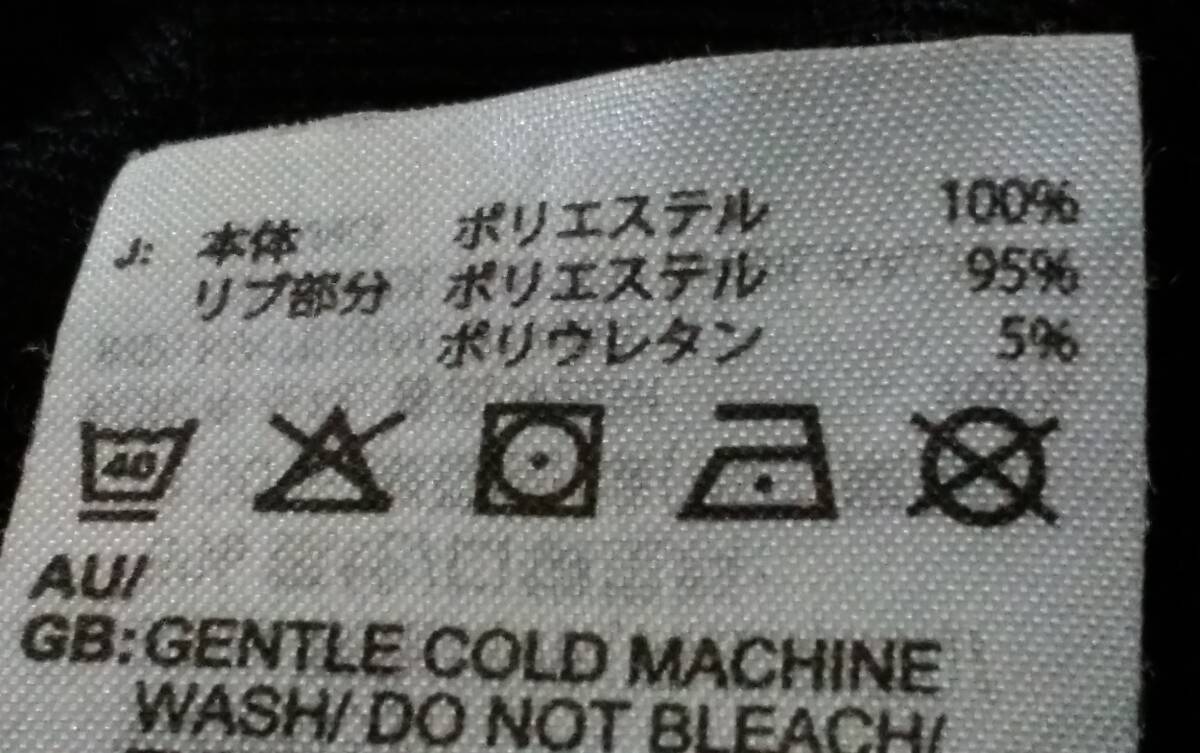 J: 本体 ポリエステル 100%
リブ部分 ポリエステル 95%
ポリウレタン 5%
40
AU/
GB: GENTLE COLD MACHINE
WASH/ DO NOT BLEACH/